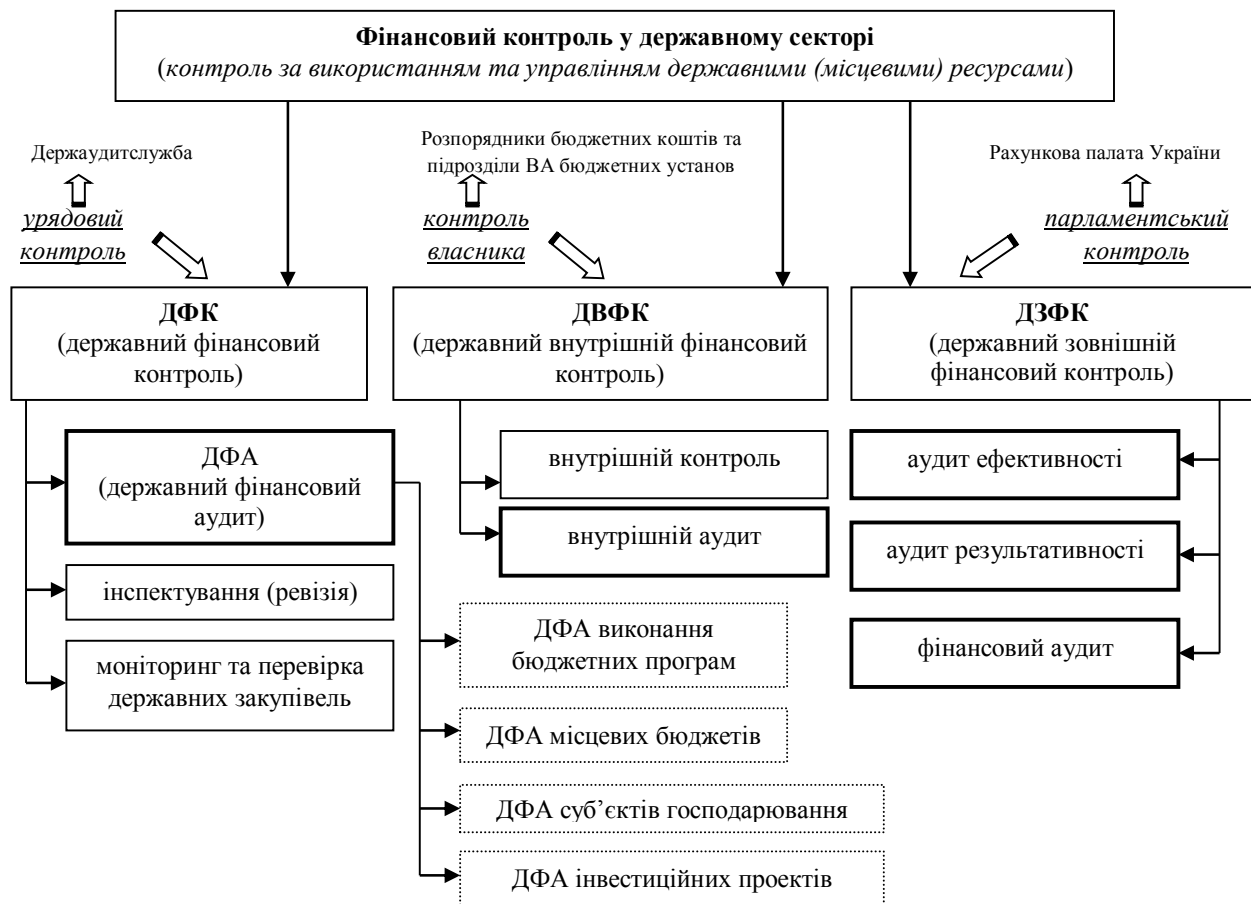 Фінансовий контроль у державному секторі
(контроль за використанням та управлінням державними (місцевими) ресурсами)
Держаудитслужба
Розпорядники бюджетних коштів та
підрозділи ВА бюджетних установ
Рахункова палата України
урядовий
контроль
контроль
власника
парламентський
контроль
ДФК
(державний фінансовий
контроль)
ДВФК
(державний внутрішній фінансовий
контроль)
ДЗФК
(державний зовнішній
фінансовий контроль)
ДФА
(державний фінансовий
аудит)
інспектування (ревізія)
моніторинг та перевірка
державних закупівель
внутрішній контроль
внутрішній аудит
ДФА виконання
бюджетних програм
ДФА місцевих бюджетів
ДФА суб’єктів господарювання
ДФА інвестиційних проектів
аудит ефективності
аудит результативності
фінансовий аудит